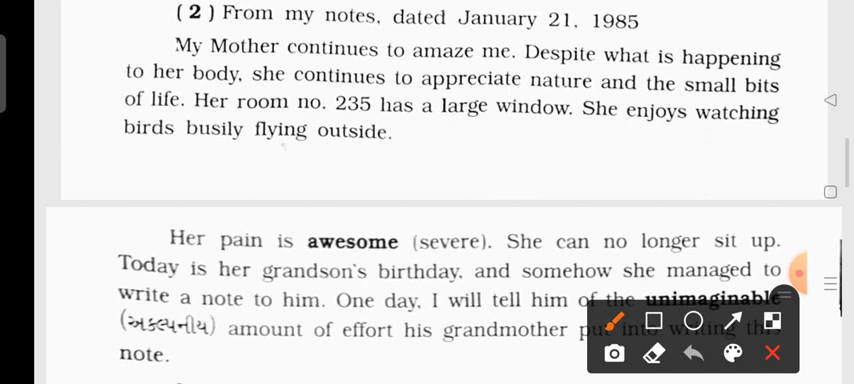 ( 2 ) From my notes, dated January 21, 1985
My Mother continues to amaze me. Despite what is happening
to her body, she continues to appreciate nature and the small bits
of life. Her room no. 235 has a large window. She enjoys watching
birds busily flying outside.
Her pain is awesome (severe). She can no longer sit up.
Today is her grandson's birthday. and somehow she managed to
write a note to him. One day, I will tell him of the unimaginable
(અકલ્પનીય) amount of effort his grandmother put into writing this
note.